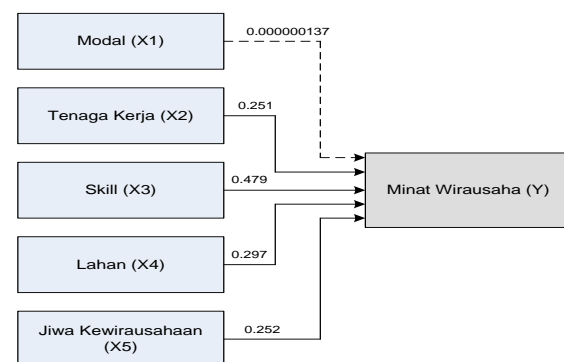 Modal (X1)
0.000000137
Tenaga Kerja (X2)
0.251
Skill (X3)
0.479
Minat Wirausaha (Y)
Lahan (X4)
0.297
Jiwa Kewirausahaan
(X5)
0.252